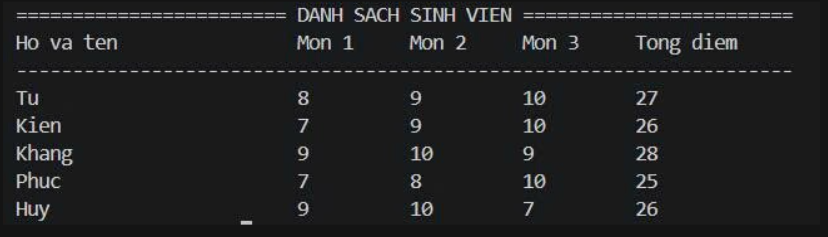 ======================== DANH SACH SINH VIEN ========================
Ho va ten Mon 1 Mon 2 Mon 3 Tong diem
---------------------------------------------------------------------
Tu 8 9 10 27
Kien 7 9 10 26
Khang 9 10 9 28
Phuc 7 8 10 25
Huy 9 10 7 26